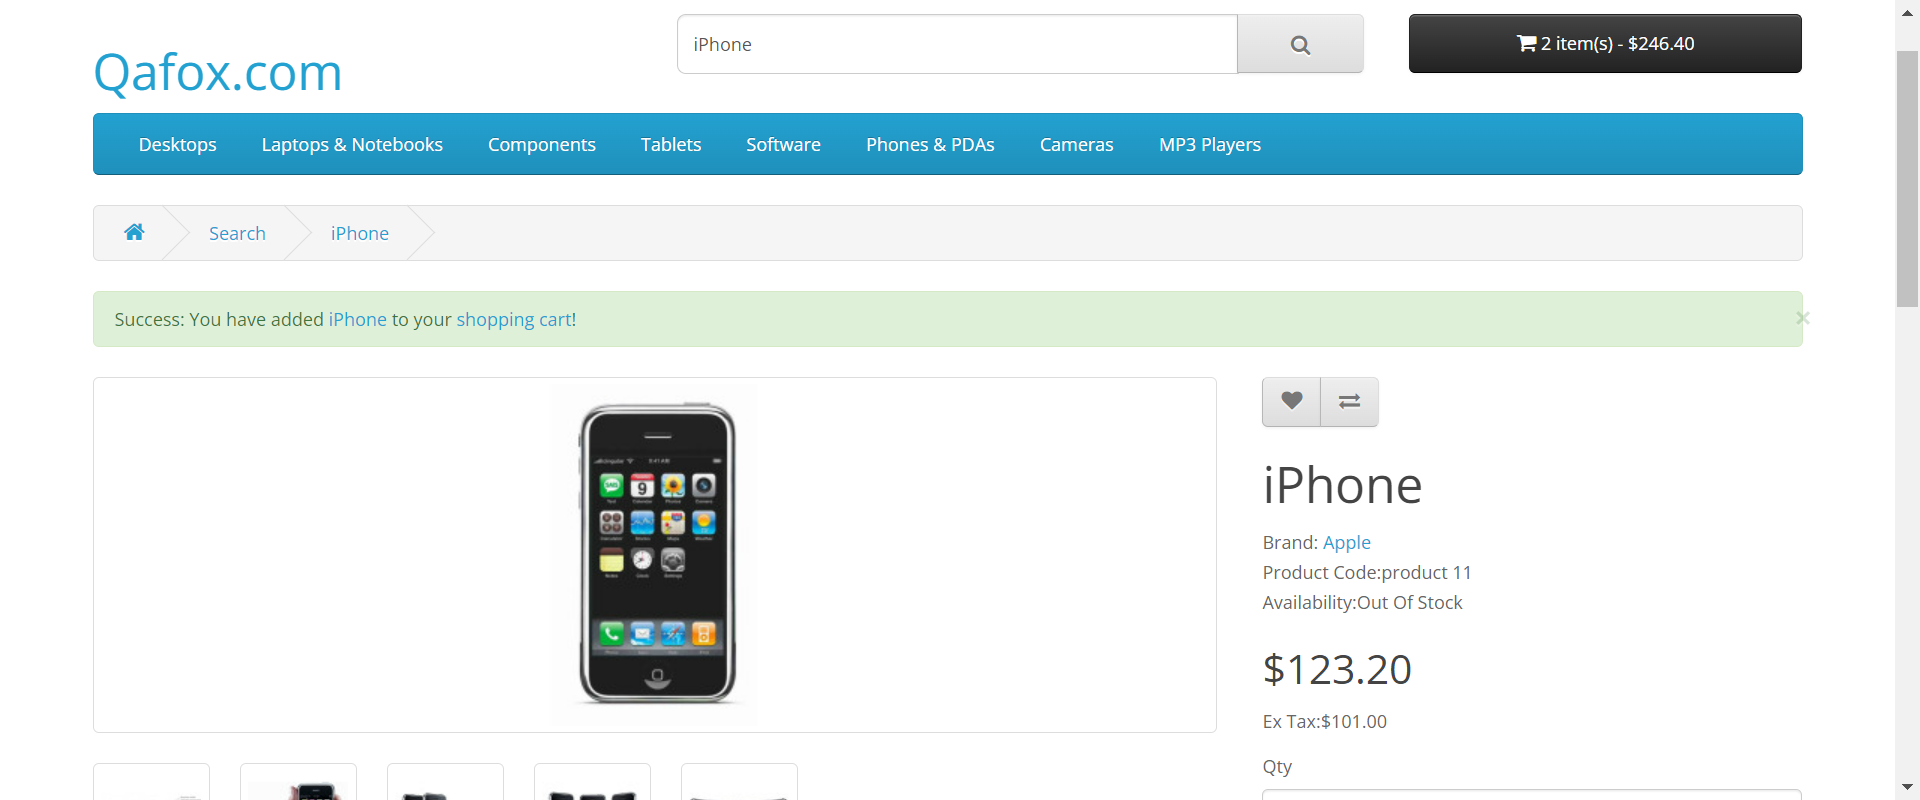 iPhone
2 item(s) - $246.40
Qafox.com
Desktops Laptops & Notebooks Components Tablets Software Phones & PDAs Cameras MP3 Players
Search iPhone
Success: You have added iPhone to your shopping cart!
×
iPhone
Brand: Apple
Product Code:product 11
Availability:Out Of Stock
$123.20
Ex Tax:$101.00
Qty